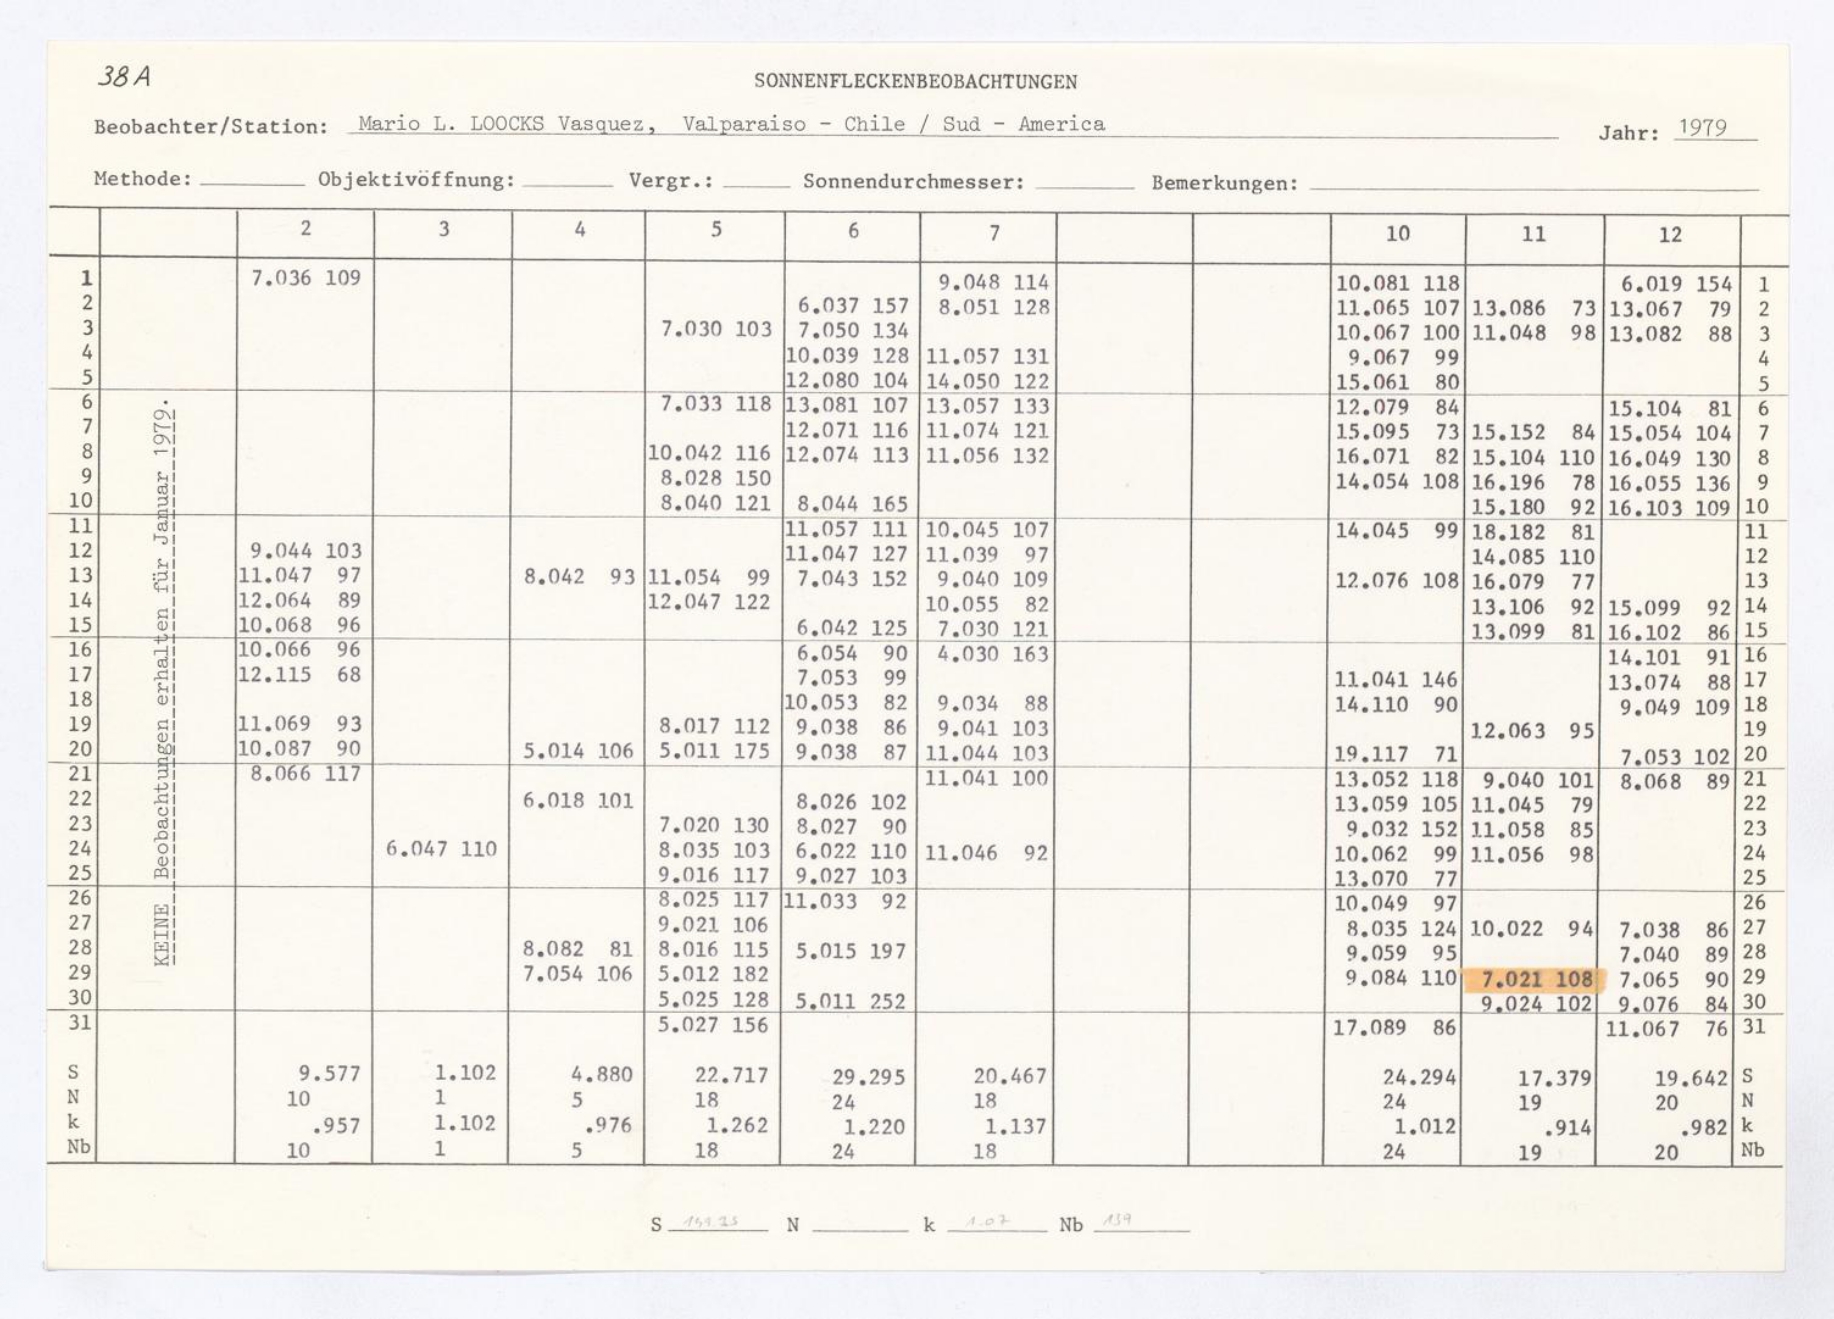 38A
SONNENFLECKENBEOBACHTUNGEN
Beobachter/Station: Mario L. LOOCKS Vasquez, Valparaiso - Chile / Sud - America Jahr: 1979
Methode: Objektivöffnung: Vergr.: Sonnendurchmesser: Bemerkungen:
2 3 4 5 6 7 10 11 12
KEINE Beobachtungen erhalten für Januar 1979.
1 7.036 109 9.048 114 10.081 118 6.019 154 1
2 6.037 157 8.051 128 11.065 107 13.086 73 13.067 79 2
3 7.030 103 7.050 134 10.067 100 11.048 98 13.082 88 3
4 10.039 128 11.057 131 9.067 99 4
5 12.080 104 14.050 122 15.061 80 5
6 7.033 118 13.081 107 13.057 133 12.079 84 15.104 81 6
7 12.071 116 11.074 121 15.095 73 15.152 84 15.054 104 7
8 10.042 116 12.074 113 11.056 132 16.071 82 15.104 110 16.049 130 8
9 8.028 150 14.054 108 16.196 78 16.055 136 9
10 8.040 121 8.044 165 15.180 92 16.103 109 10
11 11.057 111 10.045 107 14.045 99 18.182 81 11
12 9.044 103 11.047 127 11.039 97 14.085 110 12
13 11.047 97 8.042 93 11.054 99 7.043 152 9.040 109 12.076 108 16.079 77 13
14 12.064 89 12.047 122 10.055 82 13.106 92 15.099 92 14
15 10.068 96 6.042 125 7.030 121 13.099 81 16.102 86 15
16 10.066 96 6.054 90 4.030 163 14.101 91 16
17 12.115 68 7.053 99 11.041 146 13.074 88 17
18 10.053 82 9.034 88 14.110 90 9.049 109 18
19 11.069 93 8.017 112 9.038 86 9.041 103 12.063 95 19
20 10.087 90 5.014 106 5.011 175 9.038 87 11.044 103 19.117 71 7.053 102 20
21 8.066 117 11.041 100 13.052 118 9.040 101 8.068 89 21
22 6.018 101 8.026 102 13.059 105 11.045 79 22
23 7.020 130 8.027 90 9.032 152 11.058 85 23
24 6.047 110 8.035 103 6.022 110 11.046 92 10.062 99 11.056 98 24
25 9.016 117 9.027 103 13.070 77 25
26 8.025 117 11.033 92 10.049 97 26
27 9.021 106 8.035 124 10.022 94 7.038 86 27
28 8.082 81 8.016 115 5.015 197 9.059 95 7.040 89 28
29 7.054 106 5.012 182 9.084 110 7.021 108 7.065 90 29
30 5.025 128 5.011 252 9.024 102 9.076 84 30
31 5.027 156 17.089 86 11.067 76 31
S 9.577 1.102 4.880 22.717 29.295 20.467 24.294 17.379 19.642 S
N 10 1 5 18 24 18 24 19 20 N
k .957 1.102 .976 1.262 1.220 1.137 1.012 .914 .982 k
Nb 10 1 5 18 24 18 24 19 20 Nb
S N k 1.07 Nb 139